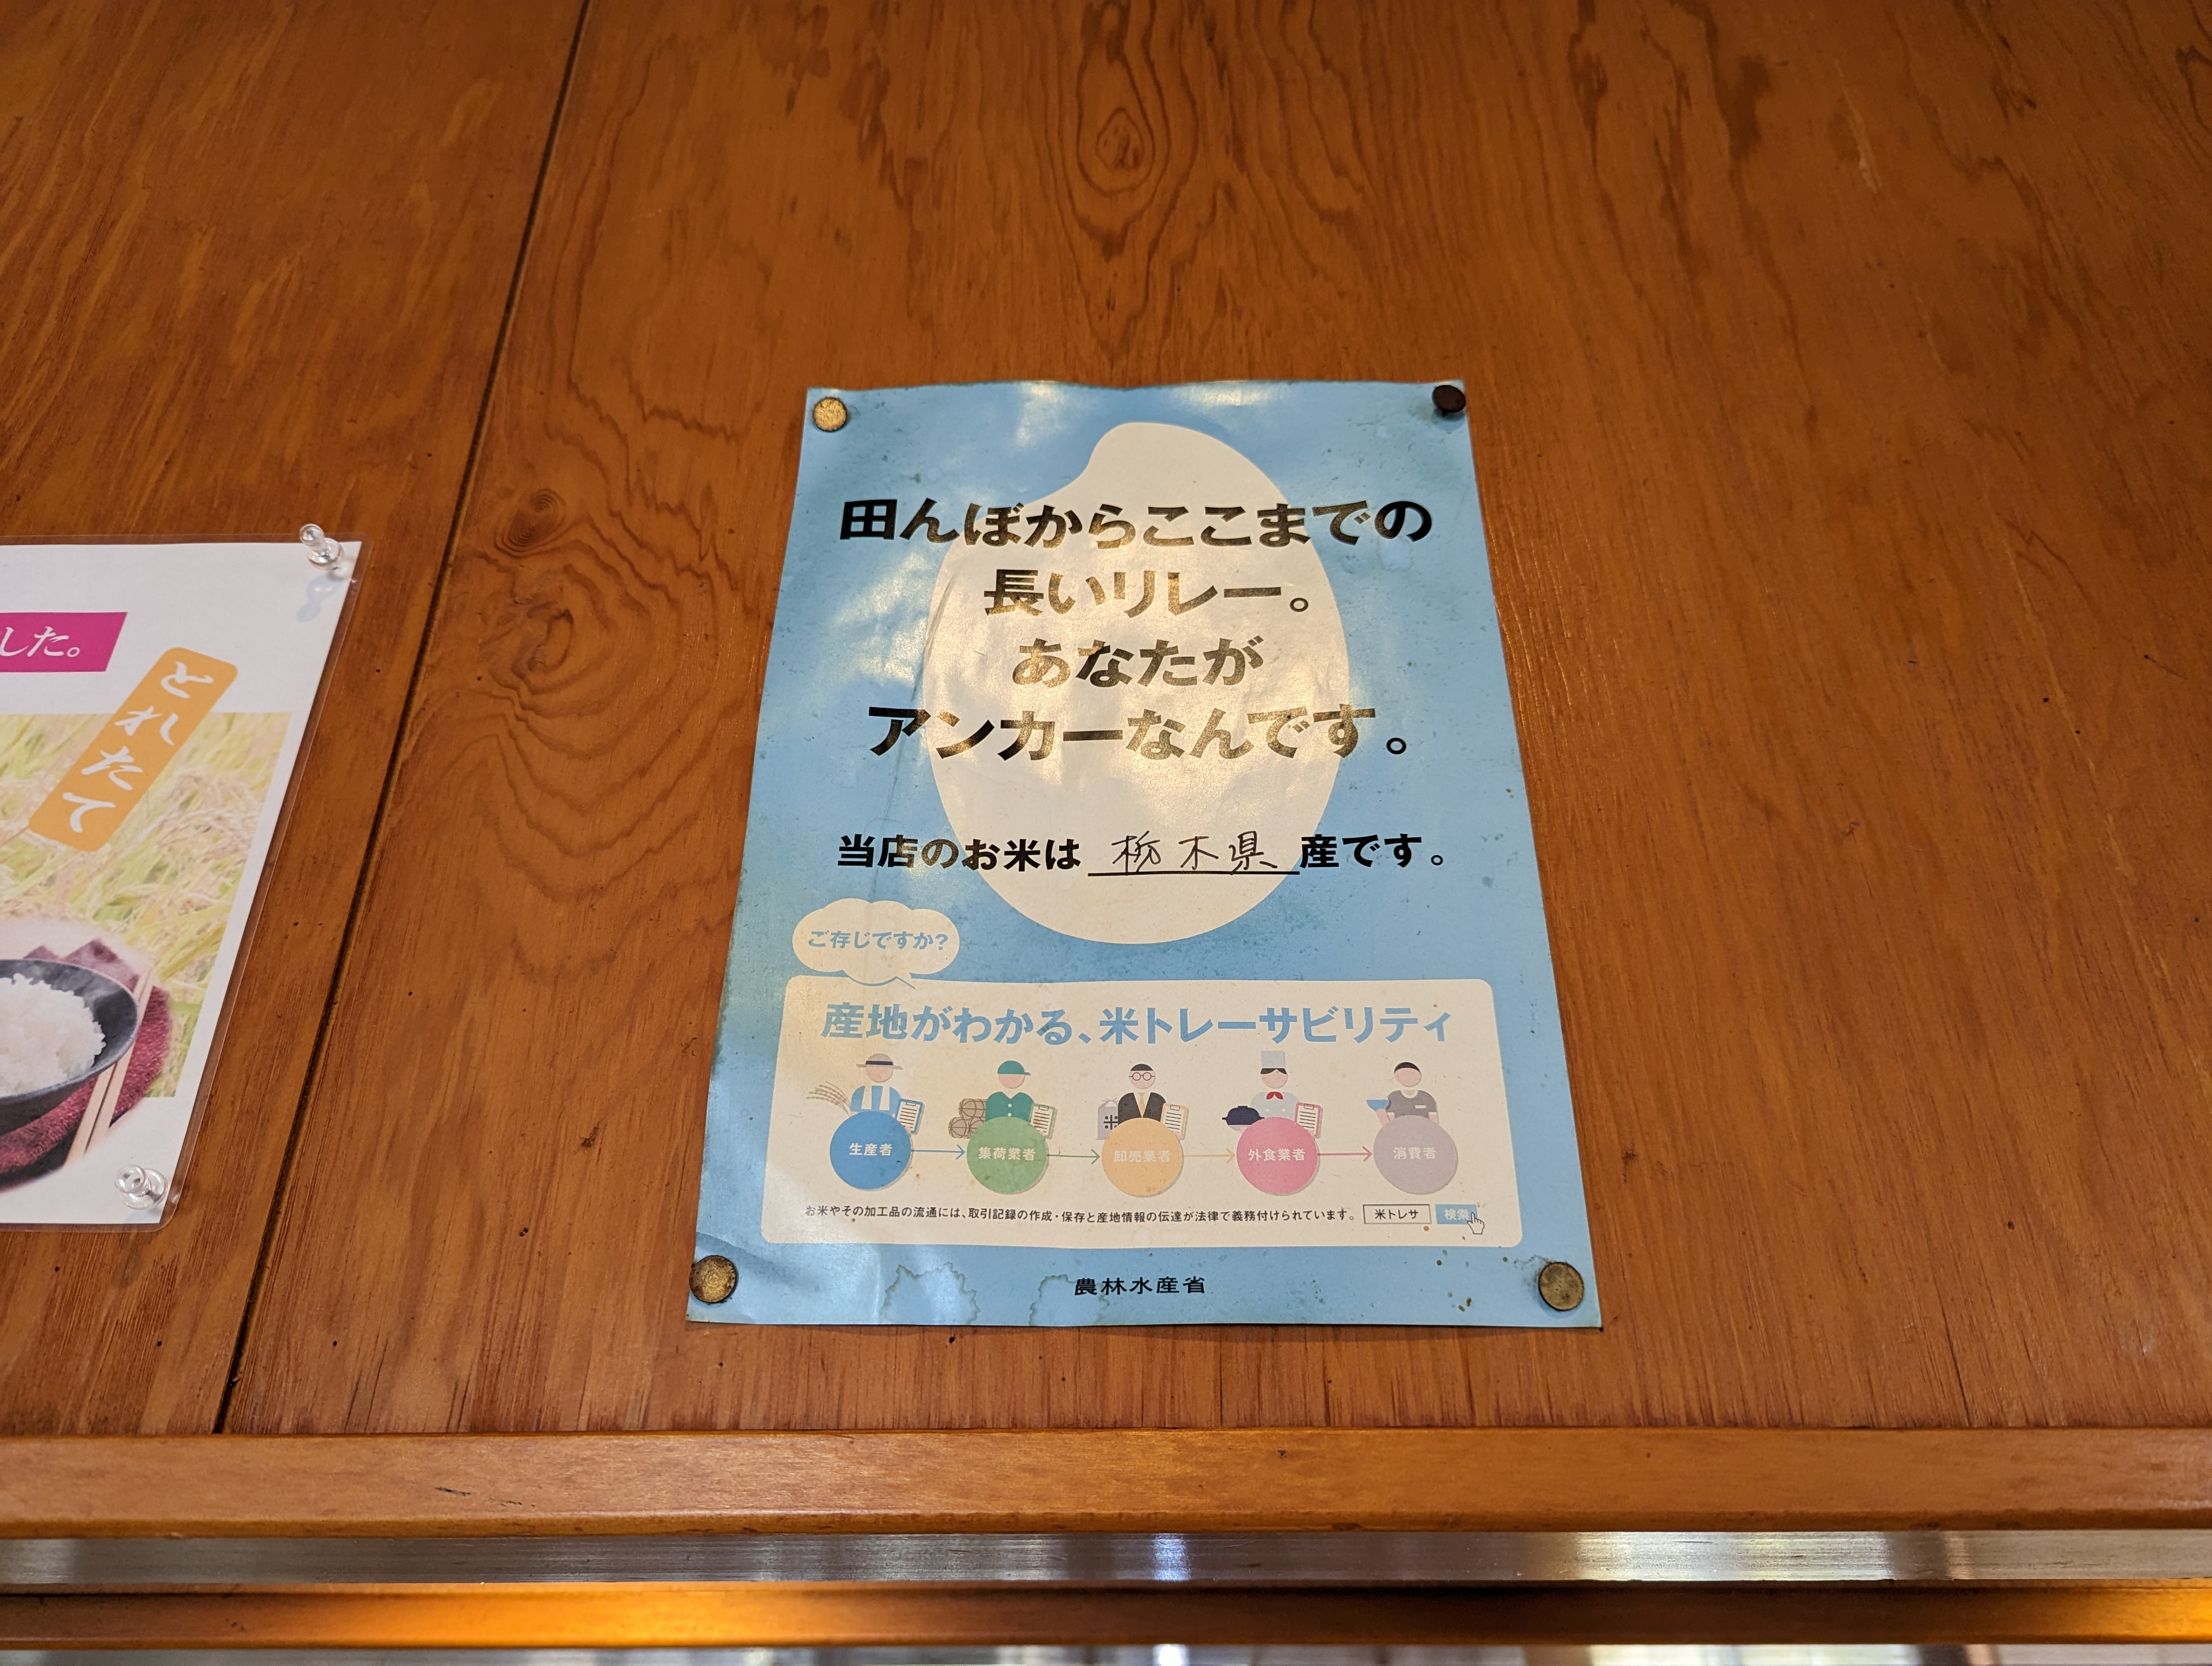 した。
とれたて
田んぼからここまでの
長いリレー。
あなたが
アンカーなんです。
当店のお米は 栃木県 産です。
ご存じですか?
産地がわかる、米トレーサビリティ
米
生産者 集荷業者 卸売業者 外食業者 消費者
お米やその加工品の流通には、取引記録の作成・保存と産地情報の伝達が法律で義務付けられています。 米トレサ 検索
農林水産省